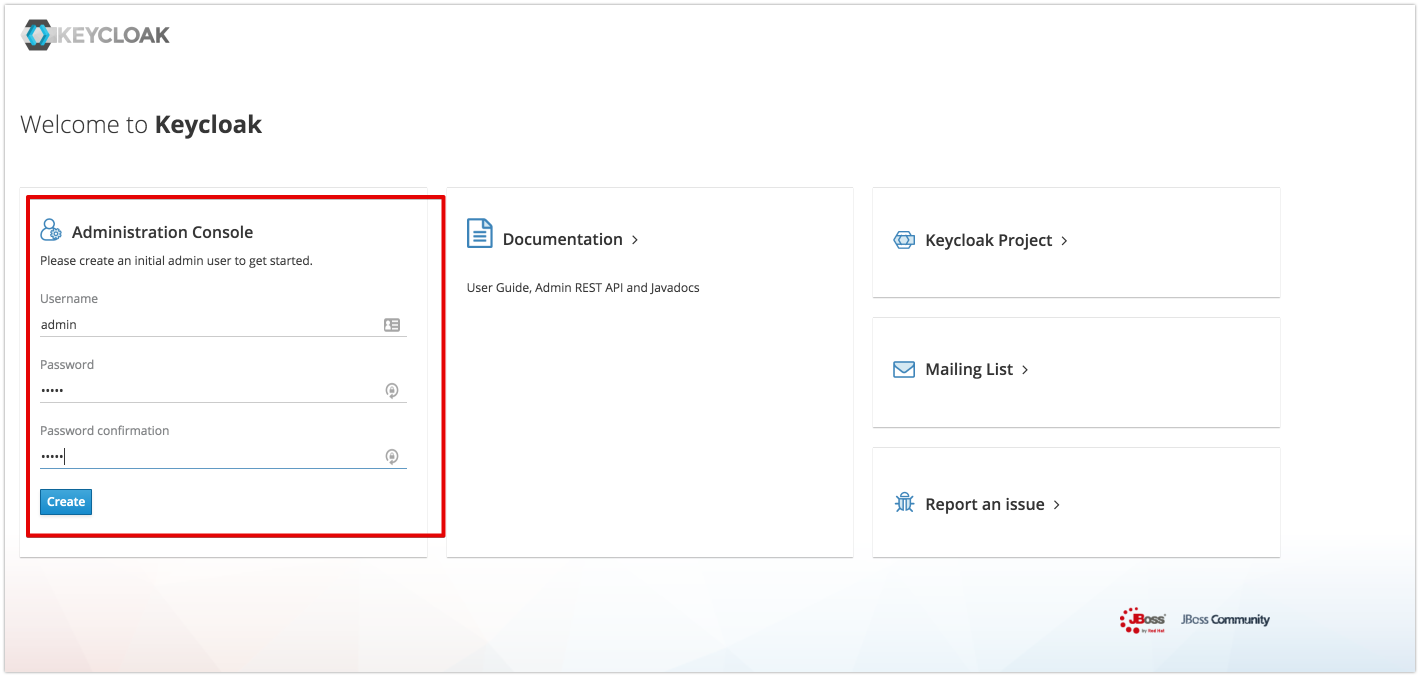 KEYCLOAK
Welcome to Keycloak
Administration Console
Please create an initial admin user to get started.
Username
admin
Password
•••••
Password confirmation
•••••
Create
Documentation
User Guide, Admin REST API and Javadocs
Keycloak Project
Mailing List
Report an issue
JBoss
by Red Hat
JBoss Community